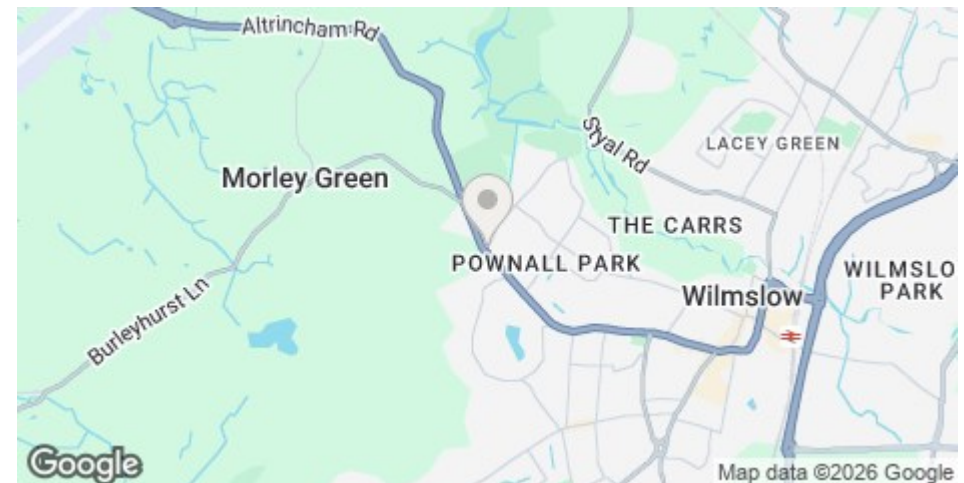 Altrincham Rd
Styal Rd
LACEY GREEN
Morley Green
THE CARRS
POWNALL PARK
WILMSLO
PARK
Wilmslow
Burleyhurst Ln
Google
Map data ©2026 Google